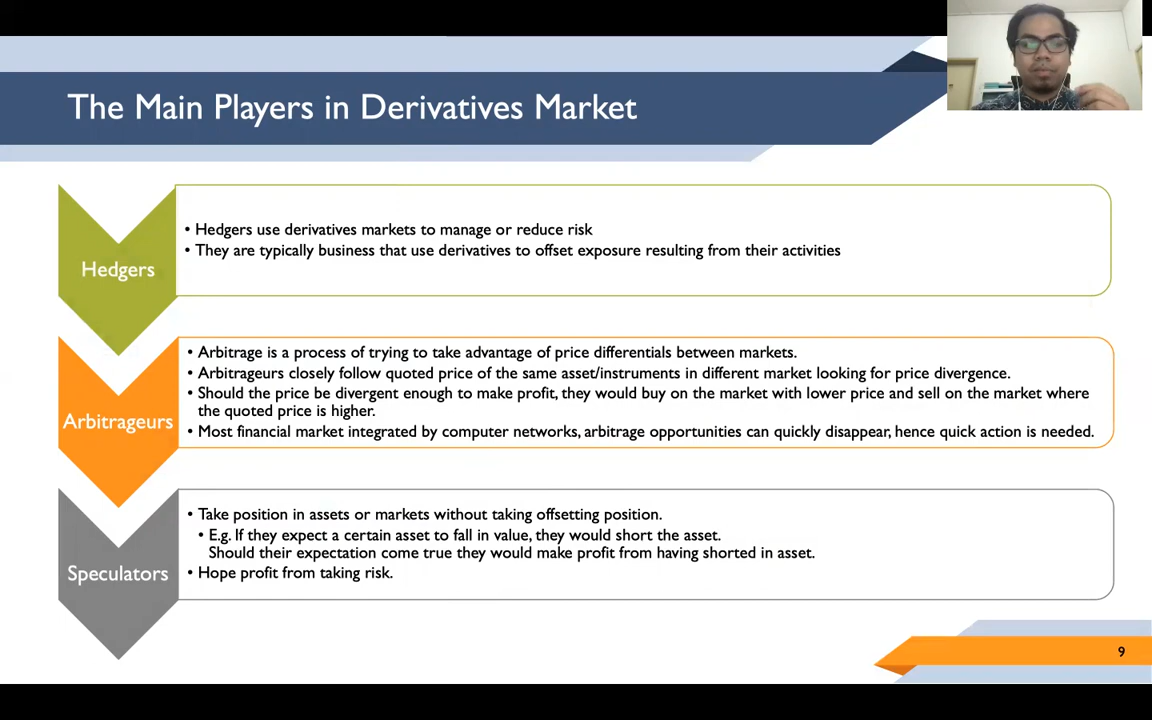 The Main Players in Derivatives Market
Hedgers
• Hedgers use derivatives markets to manage or reduce risk
• They are typically business that use derivatives to offset exposure resulting from their activities
Arbitrageurs
• Arbitrage is a process of trying to take advantage of price differentials between markets.
• Arbitrageurs closely follow quoted price of the same asset/instruments in different market looking for price divergence.
• Should the price be divergent enough to make profit, they would buy on the market with lower price and sell on the market where
the quoted price is higher.
• Most financial market integrated by computer networks, arbitrage opportunities can quickly disappear, hence quick action is needed.
Speculators
• Take position in assets or markets without taking offsetting position.
• E.g. If they expect a certain asset to fall in value, they would short the asset.
Should their expectation come true they would make profit from having shorted in asset.
• Hope profit from taking risk.
9